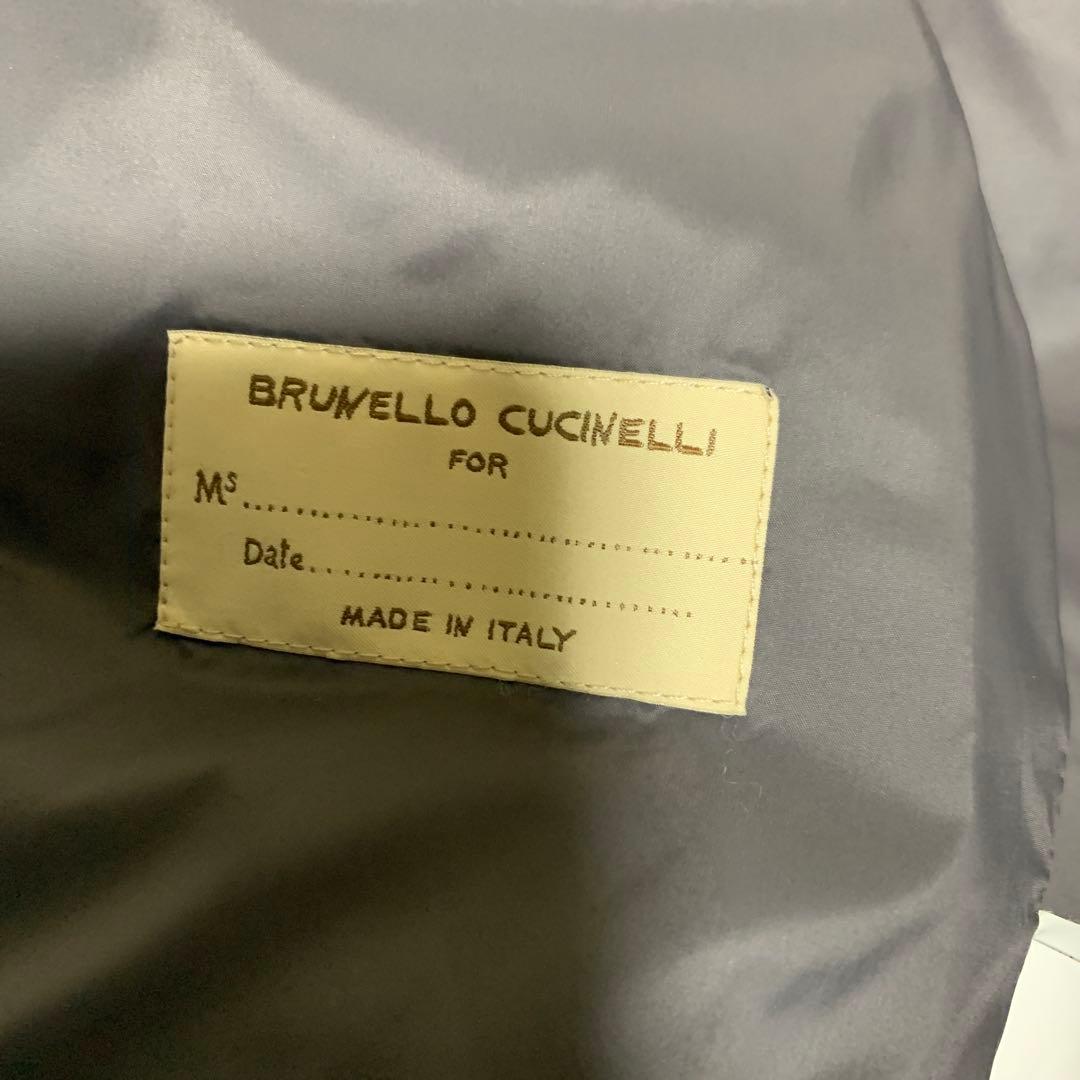 BRUNELLO CUCINELLI
FOR
Ms........................................
Date..............................
MADE IN ITALY